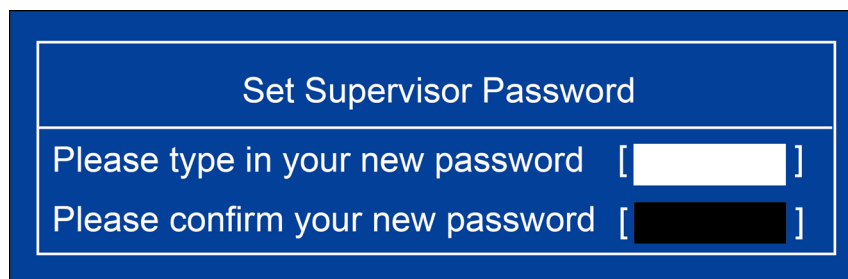 Set Supervisor Password
Please type in your new password [ ]
Please confirm your new password [ ]